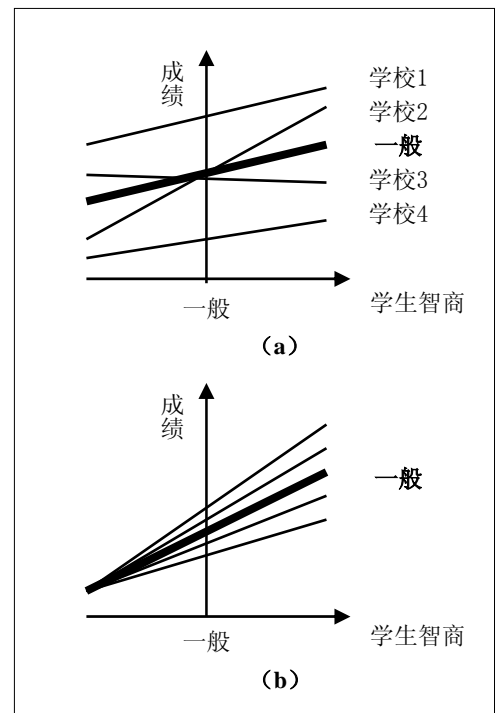 成
绩
学校1
学校2
一般
学校3
学校4
一般
学生智商
（a）
成
绩
一般
一般
学生智商
（b）